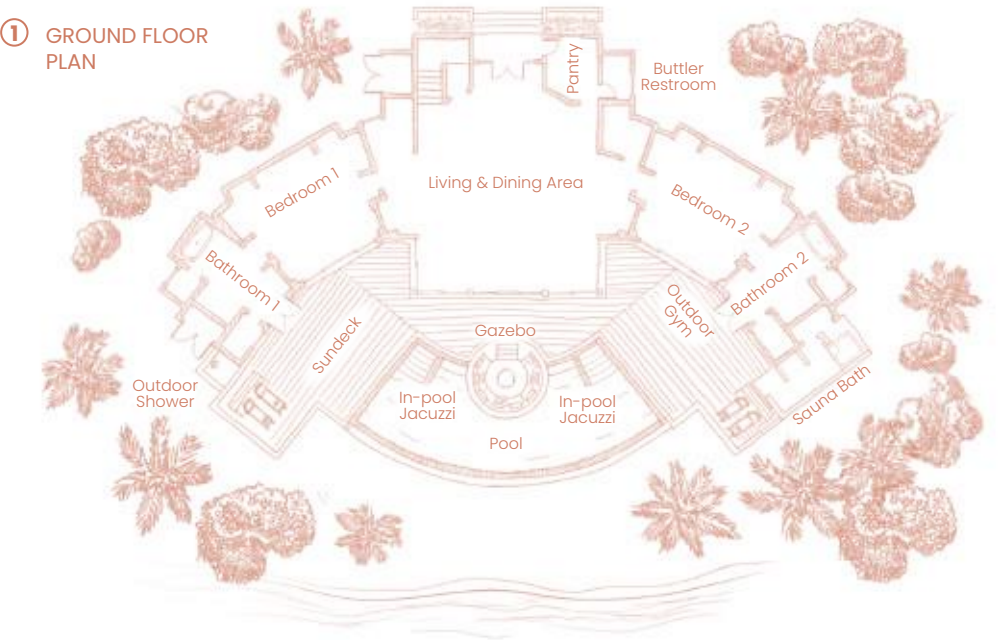 1
GROUND FLOOR
PLAN
Pantry
Buttler
Restroom
Living & Dining Area
Bedroom 1
Bedroom 2
Bathroom 1
Bathroom 2
Sundeck
Gazebo
Outdoor
Gym
Outdoor
Shower
In-pool
Jacuzzi
In-pool
Jacuzzi
Sauna Bath
Pool